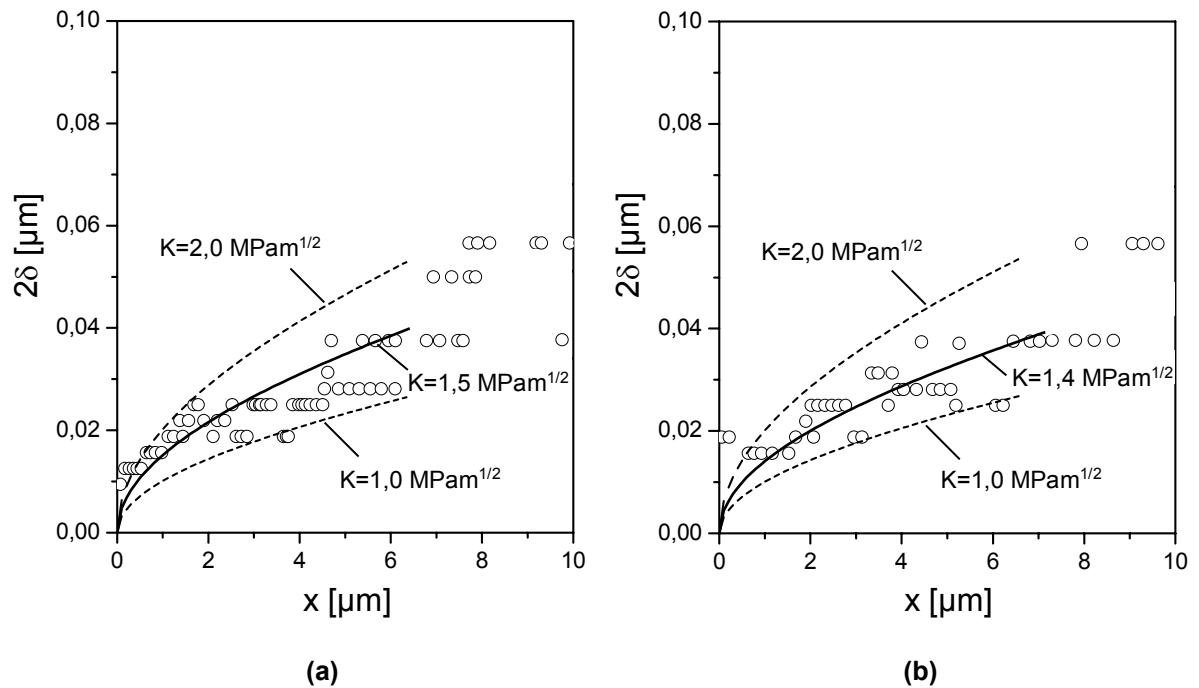 0,10
0,08
0,06
0,04
0,02
0,00
2δ [µm]
K=2,0 MPam1/2
K=1,5 MPam1/2
K=1,0 MPam1/2
0 2 4 6 8 10
x [µm]
(a)
0,10
0,08
0,06
0,04
0,02
0,00
2δ [µm]
K=2,0 MPam1/2
K=1,4 MPam1/2
K=1,0 MPam1/2
0 2 4 6 8 10
x [µm]
(b)